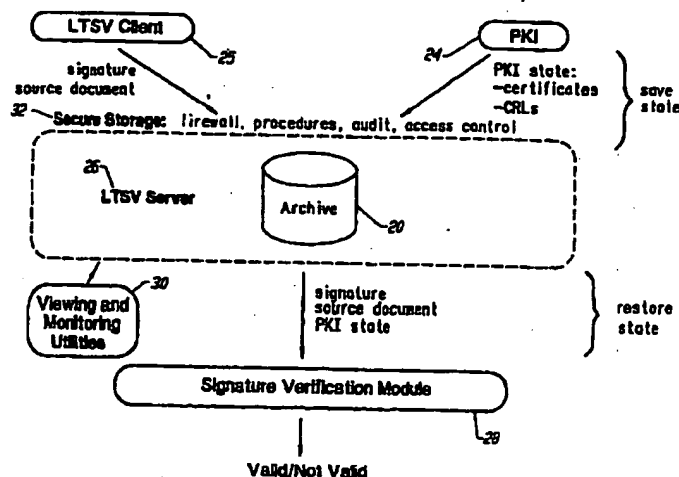 LTSV Client
25
24
PKI
signature
source document
PKI state:
-certificates
-CRLs
save
state
32
Secure Storage: firewall, procedures, audit, access control
26
LTSV Server
Archive
20
30
Viewing and
Monitoring
Utilities
signature
source document
PKI state
restore
state
Signature Verification Module
28
Valid/Not Valid